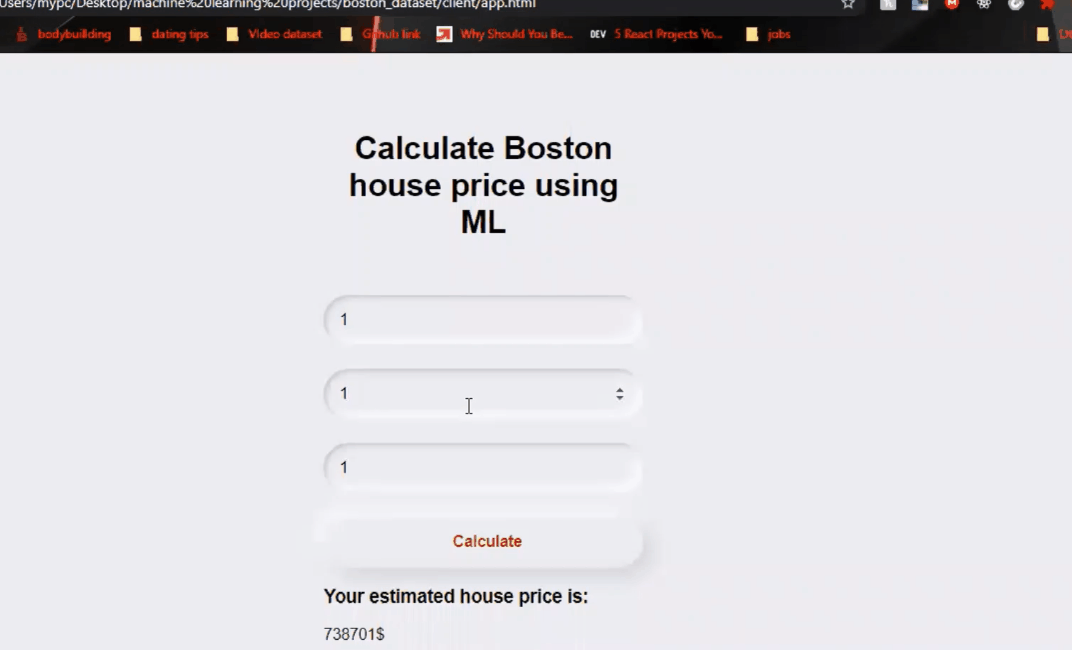 Users/mypc/Desktop/machine%20learning%20projects/boston_dataset/client/app.html
bodybuilding dating tips Video dataset Github link Why Should You Be... DEV 5 React Projects Yo... jobs
Calculate Boston
house price using
ML
1
1
1
Calculate
Your estimated house price is:
738701$